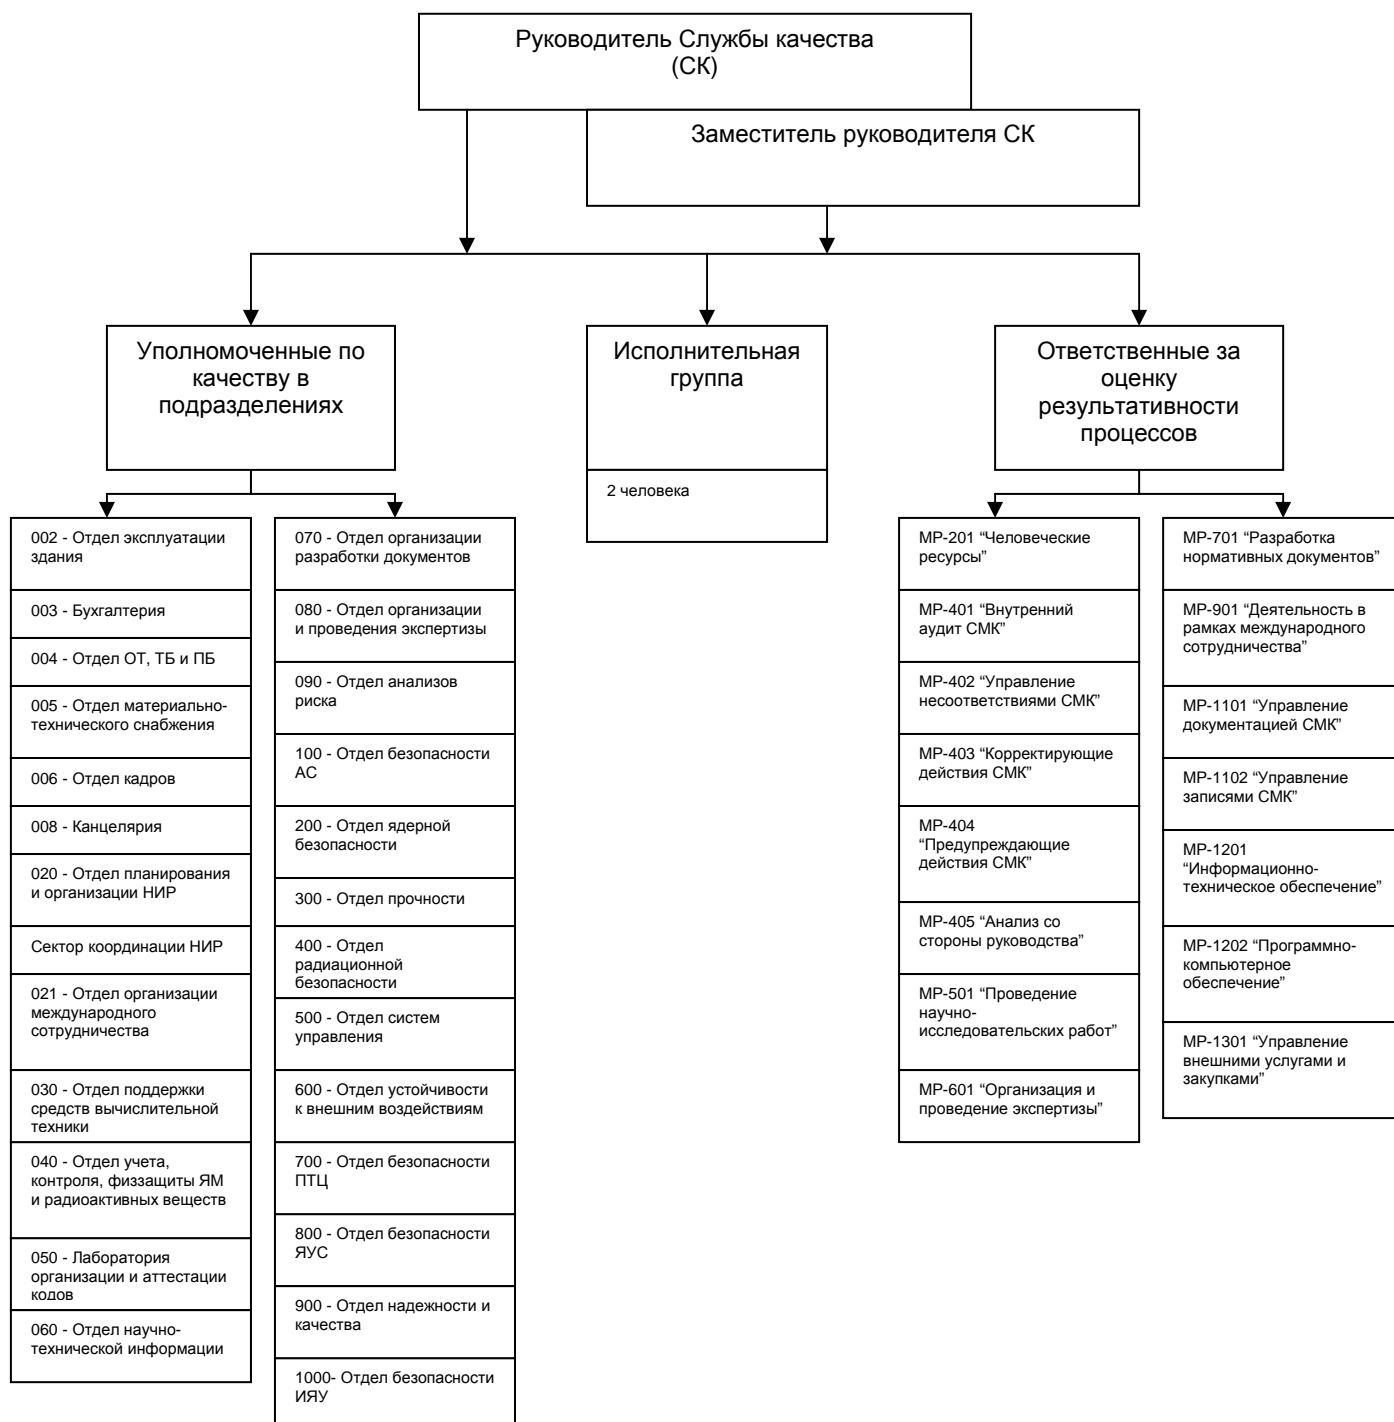 Руководитель Службы качества
(СК)
Заместитель руководителя СК
Уполномоченные по
качеству в
подразделениях
Исполнительная
группа
2 человека
Ответственные за
оценку
результативности
процессов
002 - Отдел эксплуатации
здания
003 - Бухгалтерия
004 - Отдел ОТ, ТБ и ПБ
005 - Отдел материально-
технического снабжения
006 - Отдел кадров
008 - Канцелярия
020 - Отдел планирования
и организации НИР
Сектор координации НИР
021 - Отдел организации
международного
сотрудничества
030 - Отдел поддержки
средств вычислительной
техники
040 - Отдел учета,
контроля, физзащиты ЯМ
и радиоактивных веществ
050 - Лаборатория
организации и аттестации
кодов
060 - Отдел научно-
технической информации
070 - Отдел организации
разработки документов
080 - Отдел организации
и проведения экспертизы
090 - Отдел анализов
риска
100 - Отдел безопасности
АС
200 - Отдел ядерной
безопасности
300 - Отдел прочности
400 - Отдел
радиационной
безопасности
500 - Отдел систем
управления
600 - Отдел устойчивости
к внешним воздействиям
700 - Отдел безопасности
ПТЦ
800 - Отдел безопасности
ЯУС
900 - Отдел надежности и
качества
1000- Отдел безопасности
ИЯУ
МР-201 “Человеческие
ресурсы”
МР-401 “Внутренний
аудит СМК”
МР-402 “Управление
несоответствиями СМК”
МР-403 “Корректирующие
действия СМК”
МР-404
“Предупреждающие
действия СМК”
МР-405 “Анализ со
стороны руководства”
МР-501 “Проведение
научно-
исследовательских работ”
МР-601 “Организация и
проведение экспертизы”
МР-701 “Разработка
нормативных документов”
МР-901 “Деятельность в
рамках международного
сотрудничества”
МР-1101 “Управление
документацией СМК”
МР-1102 “Управление
записями СМК”
МР-1201
“Информационно-
техническое обеспечение”
МР-1202 “Программно-
компьютерное
обеспечение”
МР-1301 “Управление
внешними услугами и
закупками”